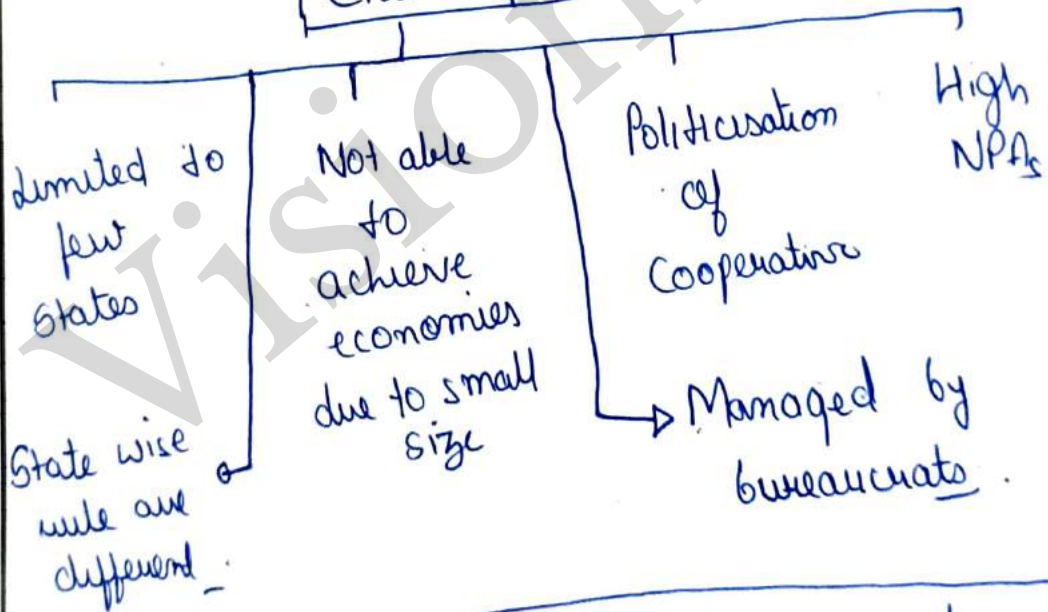 Limited to
few
States
State wise
rule are
different
Not able
to
achieve
economies
due to small
size
Politicisation
of
Cooperative
Managed by
bureaucrats.
High
NPAs
Vision